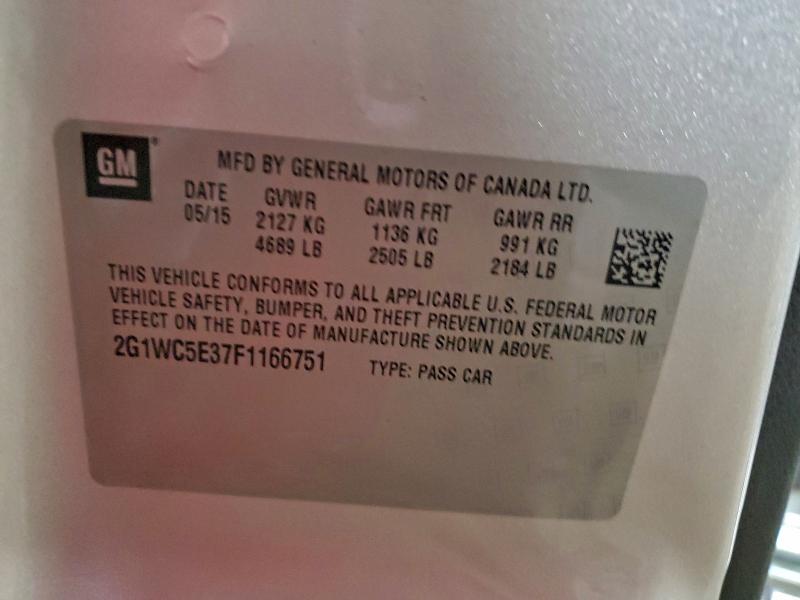 GM
MFD BY GENERAL MOTORS OF CANADA LTD.
DATE GVWR GAWR FRT GAWR RR
05/15 2127 KG 1136 KG 991 KG
4689 LB 2505 LB 2184 LB
THIS VEHICLE CONFORMS TO ALL APPLICABLE U.S. FEDERAL MOTOR
VEHICLE SAFETY, BUMPER, AND THEFT PREVENTION STANDARDS IN
EFFECT ON THE DATE OF MANUFACTURE SHOWN ABOVE.
2G1WC5E37F1166751 TYPE: PASS CAR